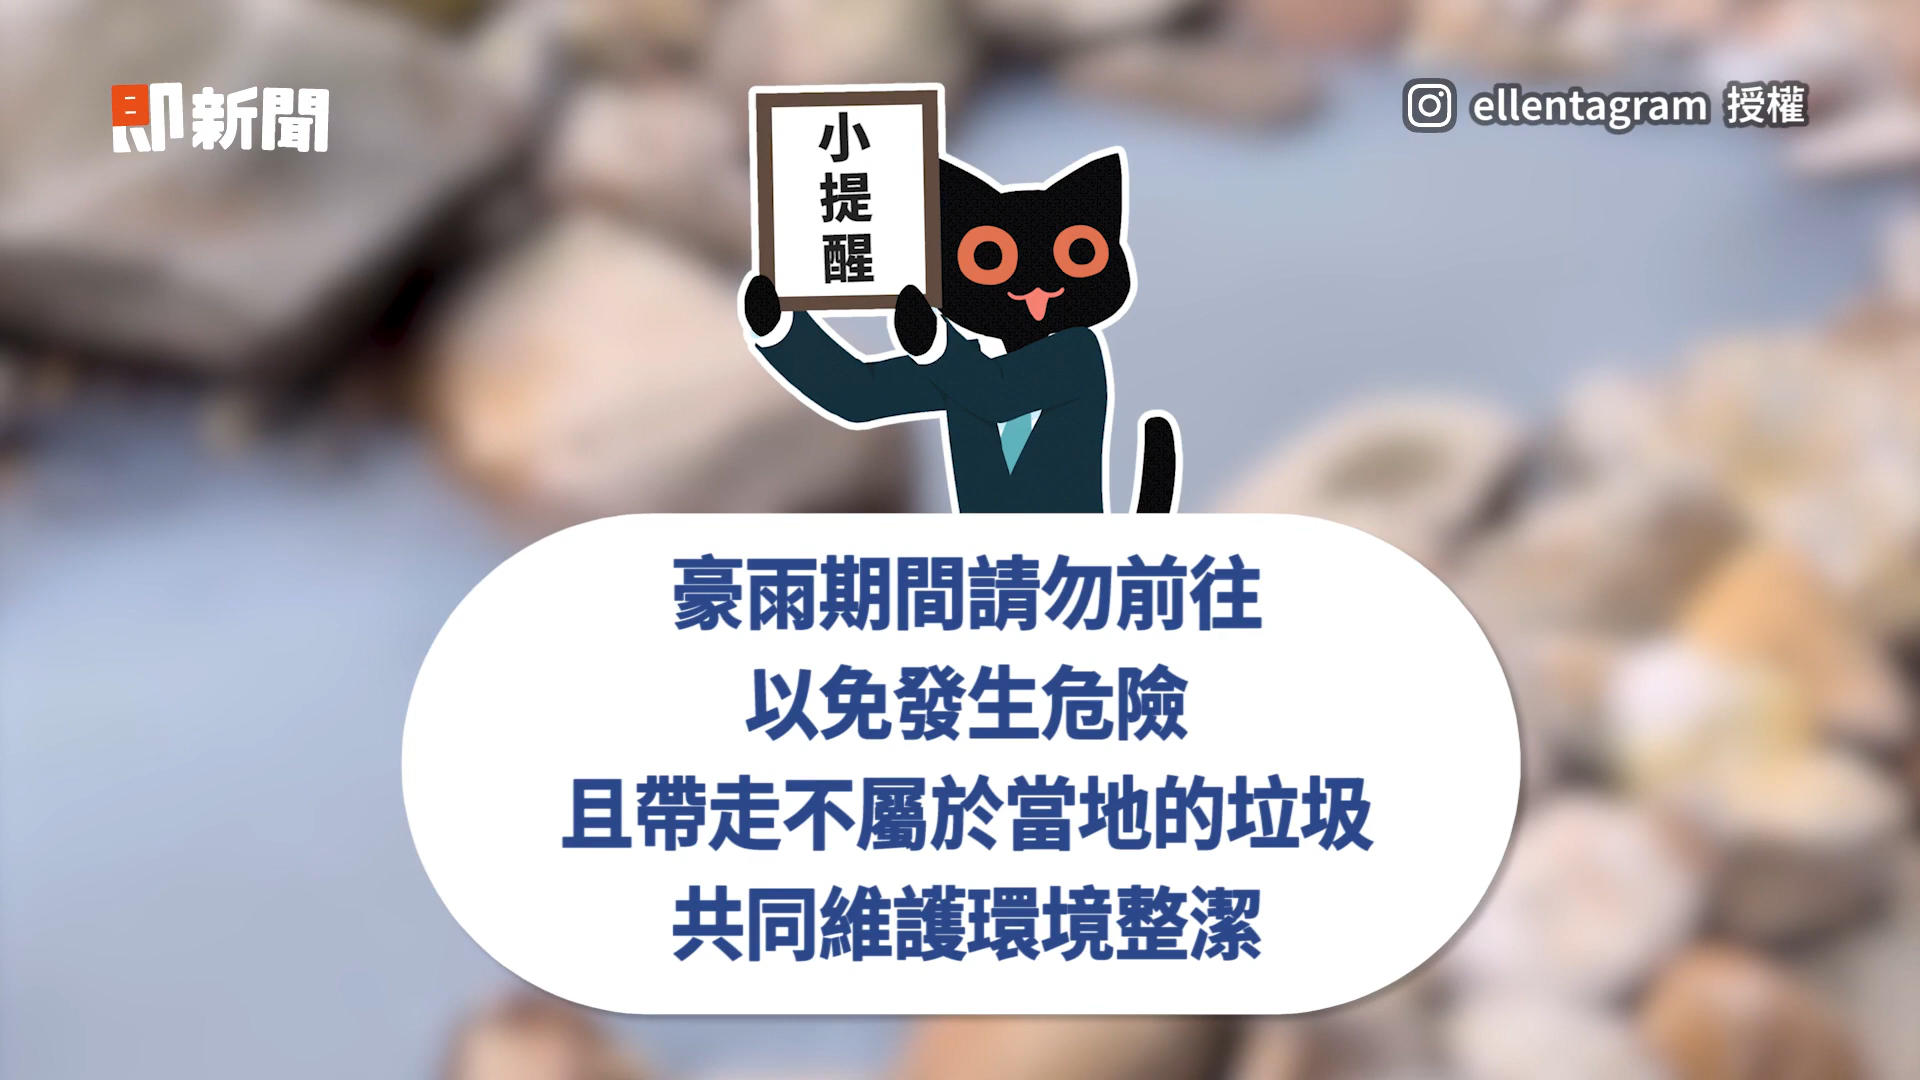 即新聞
ellentagram 授權
小提醒
豪雨期間請勿前往
以免發生危險
且帶走不屬於當地的垃圾
共同維護環境整潔